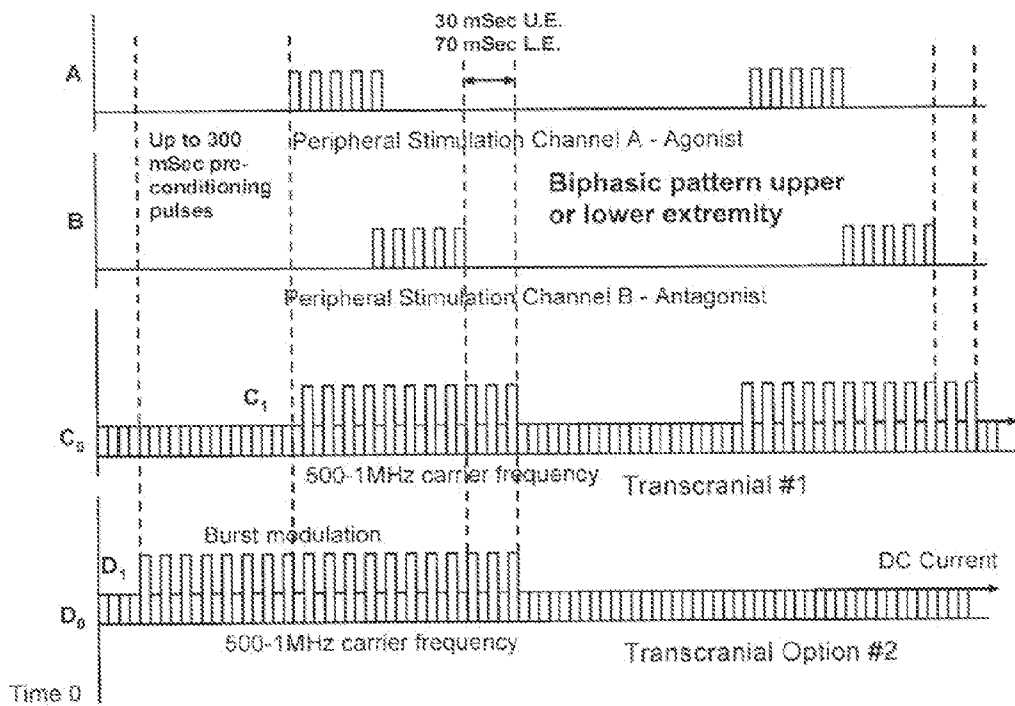 30 mSec U.E.
70 mSec L.E.
A
Up to 300
mSec pre-
conditioning
pulses
Peripheral Stimulation Channel A - Agonist
B
Biphasic pattern upper
or lower extremity
Peripheral Stimulation Channel B - Antagonist
C1
C0
500-1MHz carrier frequency
Transcranial #1
Burst modulation
D1
DC Current
D0
500-1MHz carrier frequency
Transcranial Option #2
Time 0